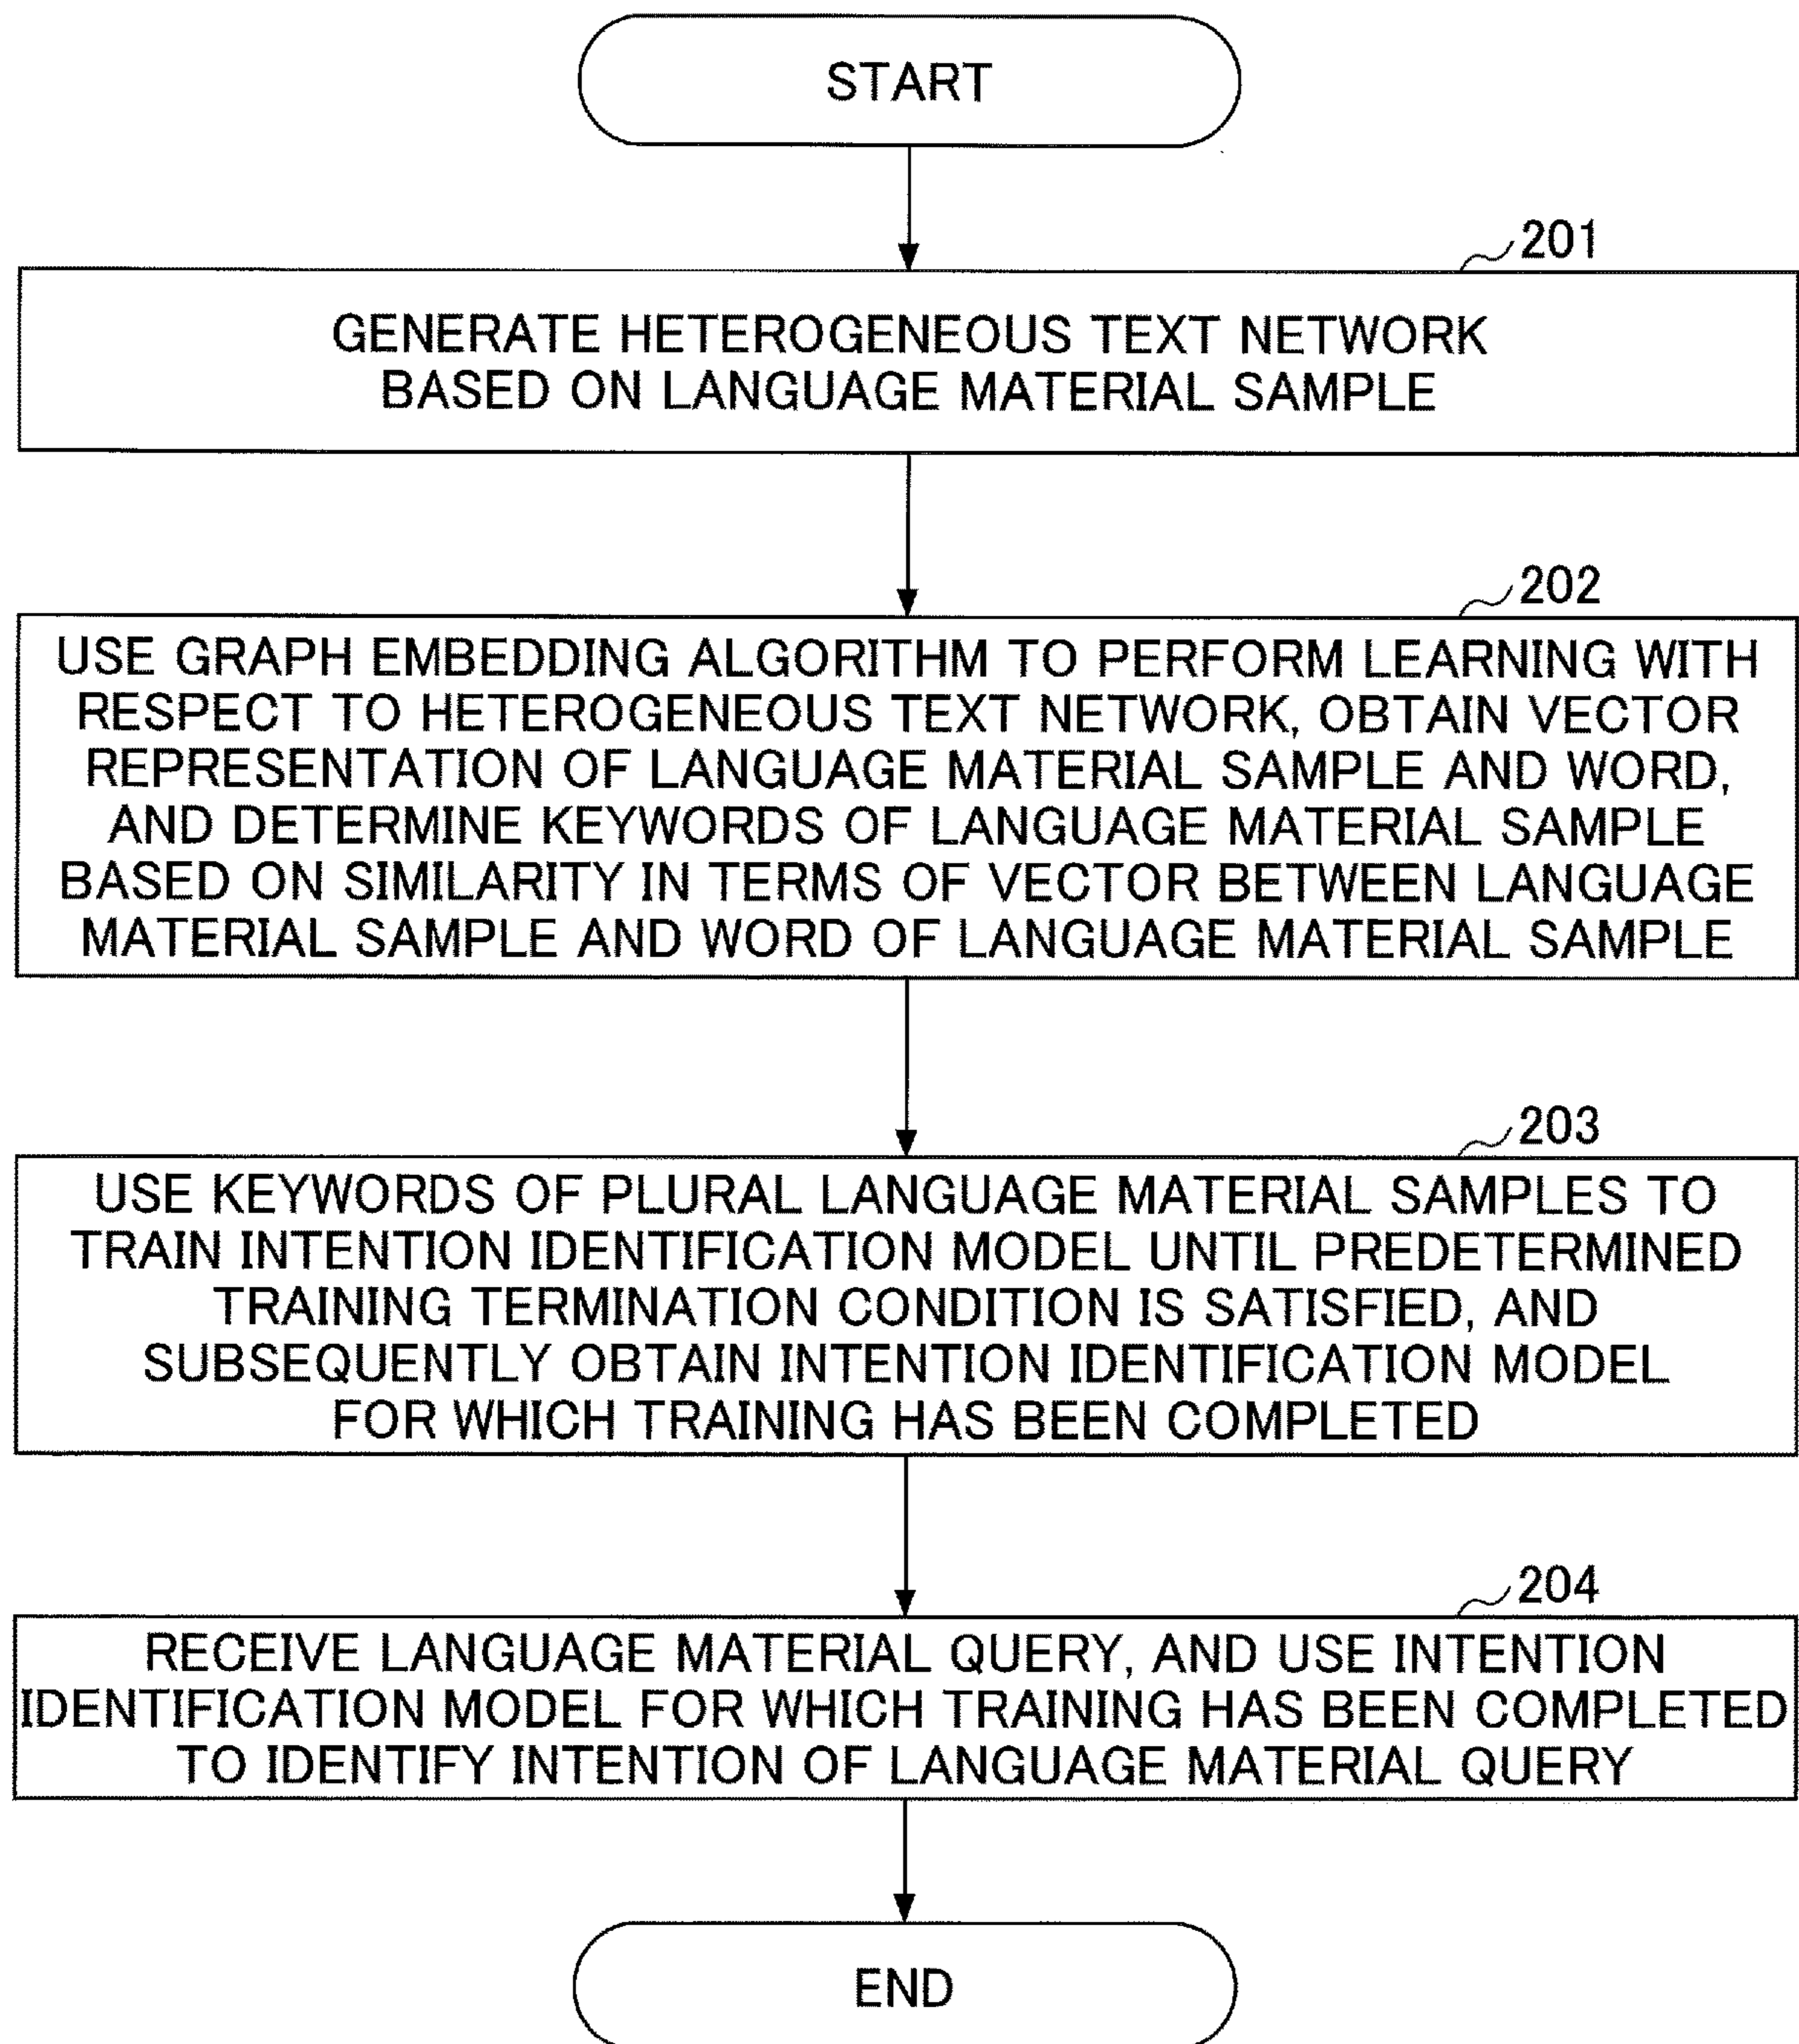 START
201
GENERATE HETEROGENEOUS TEXT NETWORK
BASED ON LANGUAGE MATERIAL SAMPLE
202
USE GRAPH EMBEDDING ALGORITHM TO PERFORM LEARNING WITH
RESPECT TO HETEROGENEOUS TEXT NETWORK, OBTAIN VECTOR
REPRESENTATION OF LANGUAGE MATERIAL SAMPLE AND WORD,
AND DETERMINE KEYWORDS OF LANGUAGE MATERIAL SAMPLE
BASED ON SIMILARITY IN TERMS OF VECTOR BETWEEN LANGUAGE
MATERIAL SAMPLE AND WORD OF LANGUAGE MATERIAL SAMPLE
203
USE KEYWORDS OF PLURAL LANGUAGE MATERIAL SAMPLES TO
TRAIN INTENTION IDENTIFICATION MODEL UNTIL PREDETERMINED
TRAINING TERMINATION CONDITION IS SATISFIED, AND
SUBSEQUENTLY OBTAIN INTENTION IDENTIFICATION MODEL
FOR WHICH TRAINING HAS BEEN COMPLETED
204
RECEIVE LANGUAGE MATERIAL QUERY, AND USE INTENTION
IDENTIFICATION MODEL FOR WHICH TRAINING HAS BEEN COMPLETED
TO IDENTIFY INTENTION OF LANGUAGE MATERIAL QUERY
END